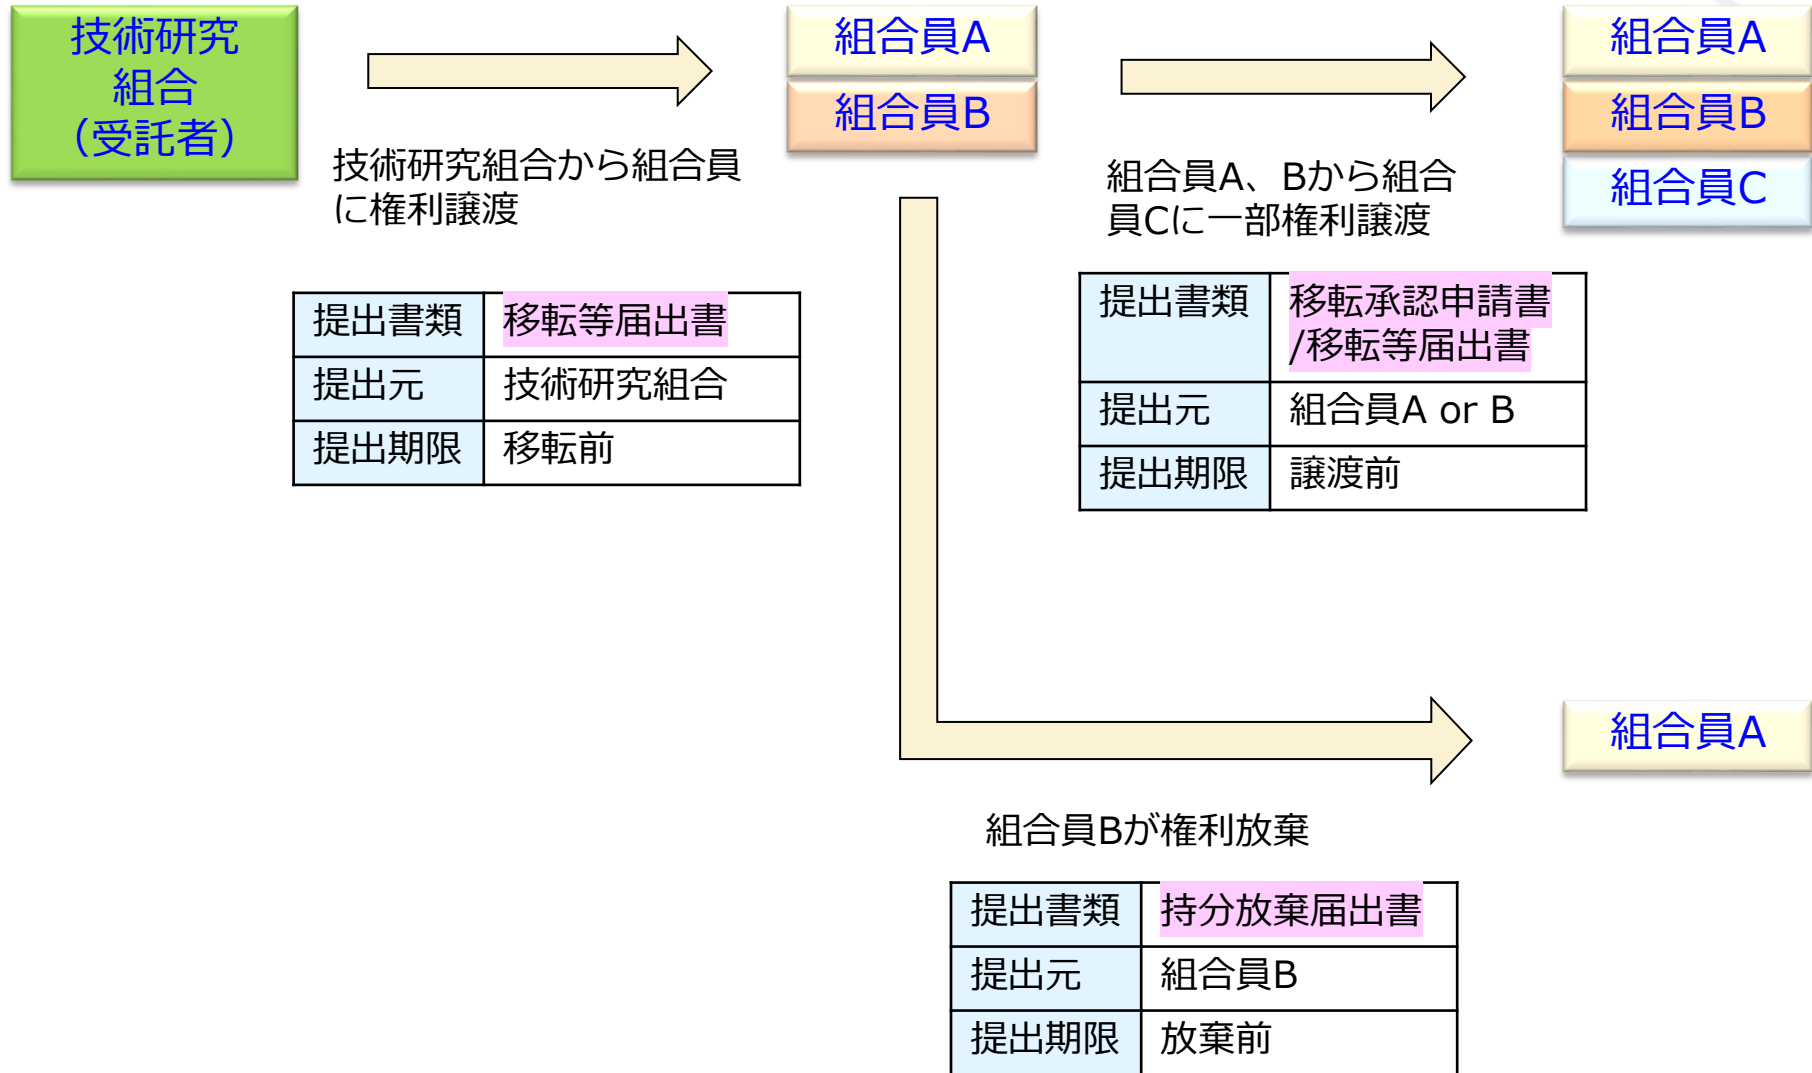 技術研究
組合
（受託者）
組合員A
組合員B
組合員A
組合員B
組合員C
技術研究組合から組合員
に権利譲渡
組合員A、Bから組合
員Cに一部権利譲渡
提出書類 移転等届出書
提出元 技術研究組合
提出期限 移転前
提出書類 移転承認申請書
/移転等届出書
提出元 組合員A or B
提出期限 譲渡前
組合員A
組合員Bが権利放棄
提出書類 持分放棄届出書
提出元 組合員B
提出期限 放棄前